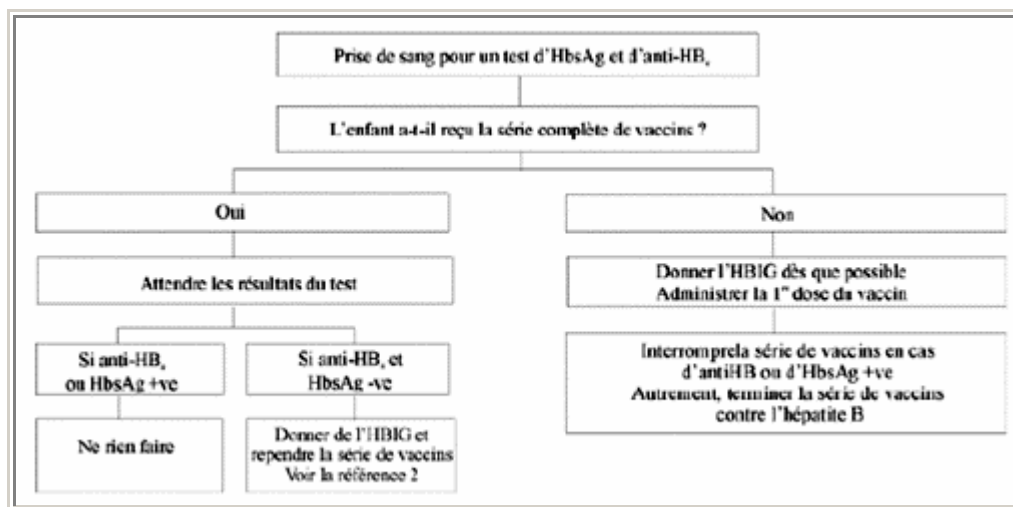 Prise de sang pour un test d'HbsAg et d'anti-HBs
L'enfant a-t-il reçu la série complète de vaccins ?
Oui
Non
Attendre les résultats du test
Donner l'HBIG dès que possible
Administrer la 1re dose du vaccin
Si anti-HBs
ou HbsAg +ve
Si anti-HBs et
HbsAg -ve
Interromprela série de vaccins en cas
d'antiHB ou d'HbsAg +ve
Autrement, terminer la série de vaccins
contre l'hépatite B
Ne rien faire
Donner de l'HBIG et
rependre la série de vaccins
Voir la référence 2